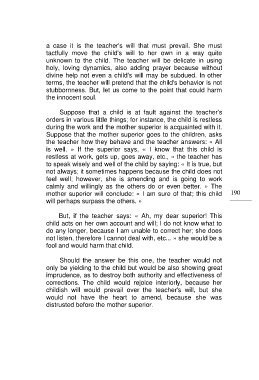 a case it is the teacher's will that must prevail. She must
tactfully move the child's will to her own in a way quite
unknown to the child. The teacher will be delicate in using
holy, loving dynamics, also adding prayer because without
divine help not even a child's will may be subdued. In other
terms, the teacher will pretend that the child's behavior is not
stubbornness. But, let us come to the point that could harm
the innocent soul.
Suppose that a child is at fault against the teacher's
orders in various little things; for instance, the child is restless
during the work and the mother superior is acquainted with it.
Suppose that the mother superior goes to the children, asks
the teacher how they behave and the teacher answers: « All
is well. » If the superior says, « I know that this child is
restless at work, gets up, goes away, etc., » the teacher has
to speak wisely and well of the child by saying: « It is true, but
not always; it sometimes happens because the child does not
feel well; however, she is amending and is going to work
calmly and willingly as the others do or even better. » The
mother superior will conclude: « I am sure of that; this child
will perhaps surpass the others. »
190
But, if the teacher says: « Ah, my dear superior! This
child acts on her own account and will; I do not know what to
do any longer, because I am unable to correct her; she does
not listen, therefore I cannot deal with, etc... » she would be a
fool and would harm that child.
Should the answer be this one, the teacher would not
only be yielding to the child but would be also showing great
imprudence, as to destroy both authority and effectiveness of
corrections. The child would rejoice interiorly, because her
childish will would prevail over the teacher's will, but she
would not have the heart to amend, because she was
distrusted before the mother superior.